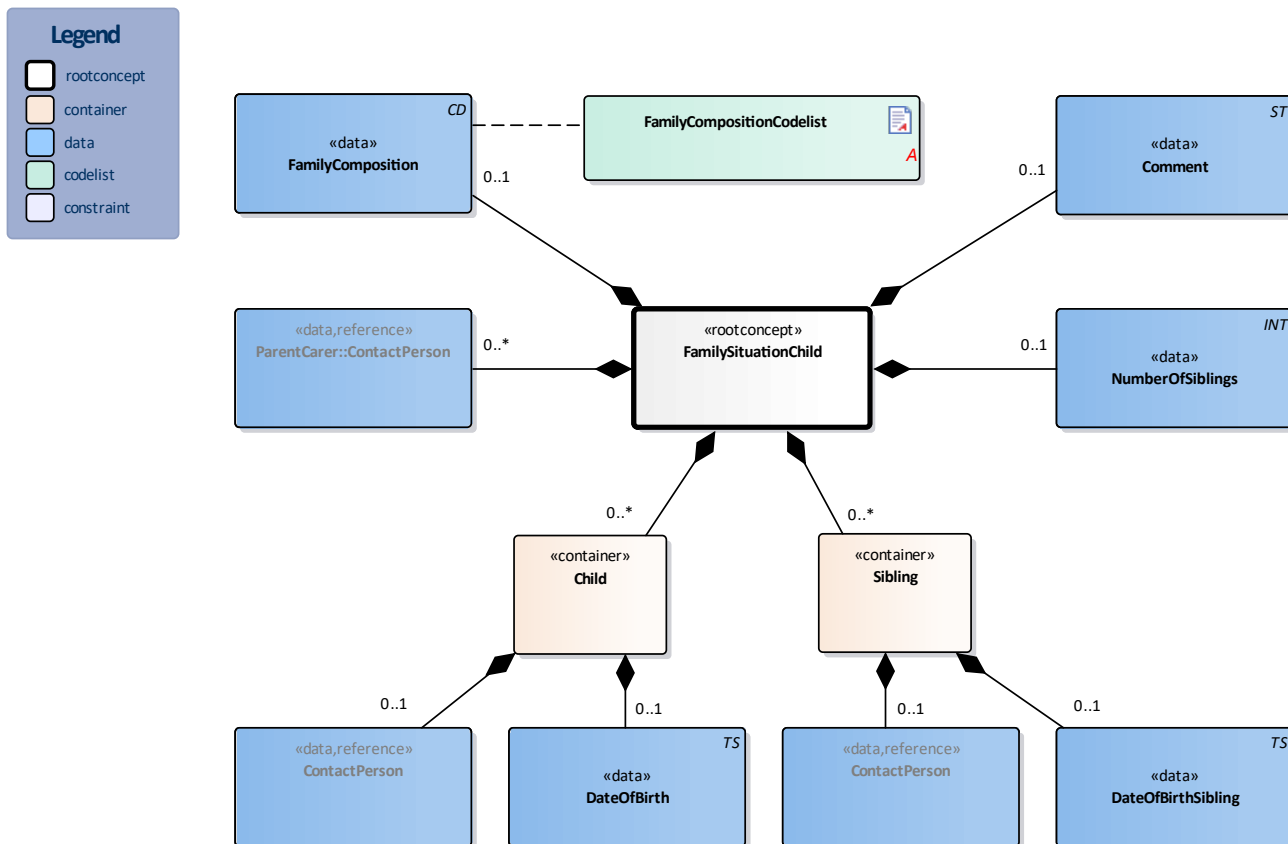 Legend
rootconcept
container
data
codelist
constraint
CD
«data»
FamilyComposition
FamilyCompositionCodelist
A
ST
«data»
Comment
0..1
0..1
«data,reference»
ParentCarer::ContactPerson
0..*
«rootconcept»
FamilySituationChild
0..1
INT
«data»
NumberOfSiblings
0..*
0..*
«container»
Child
«container»
Sibling
0..1
0..1
0..1
0..1
«data,reference»
ContactPerson
TS
«data»
DateOfBirth
«data,reference»
ContactPerson
TS
«data»
DateOfBirthSibling